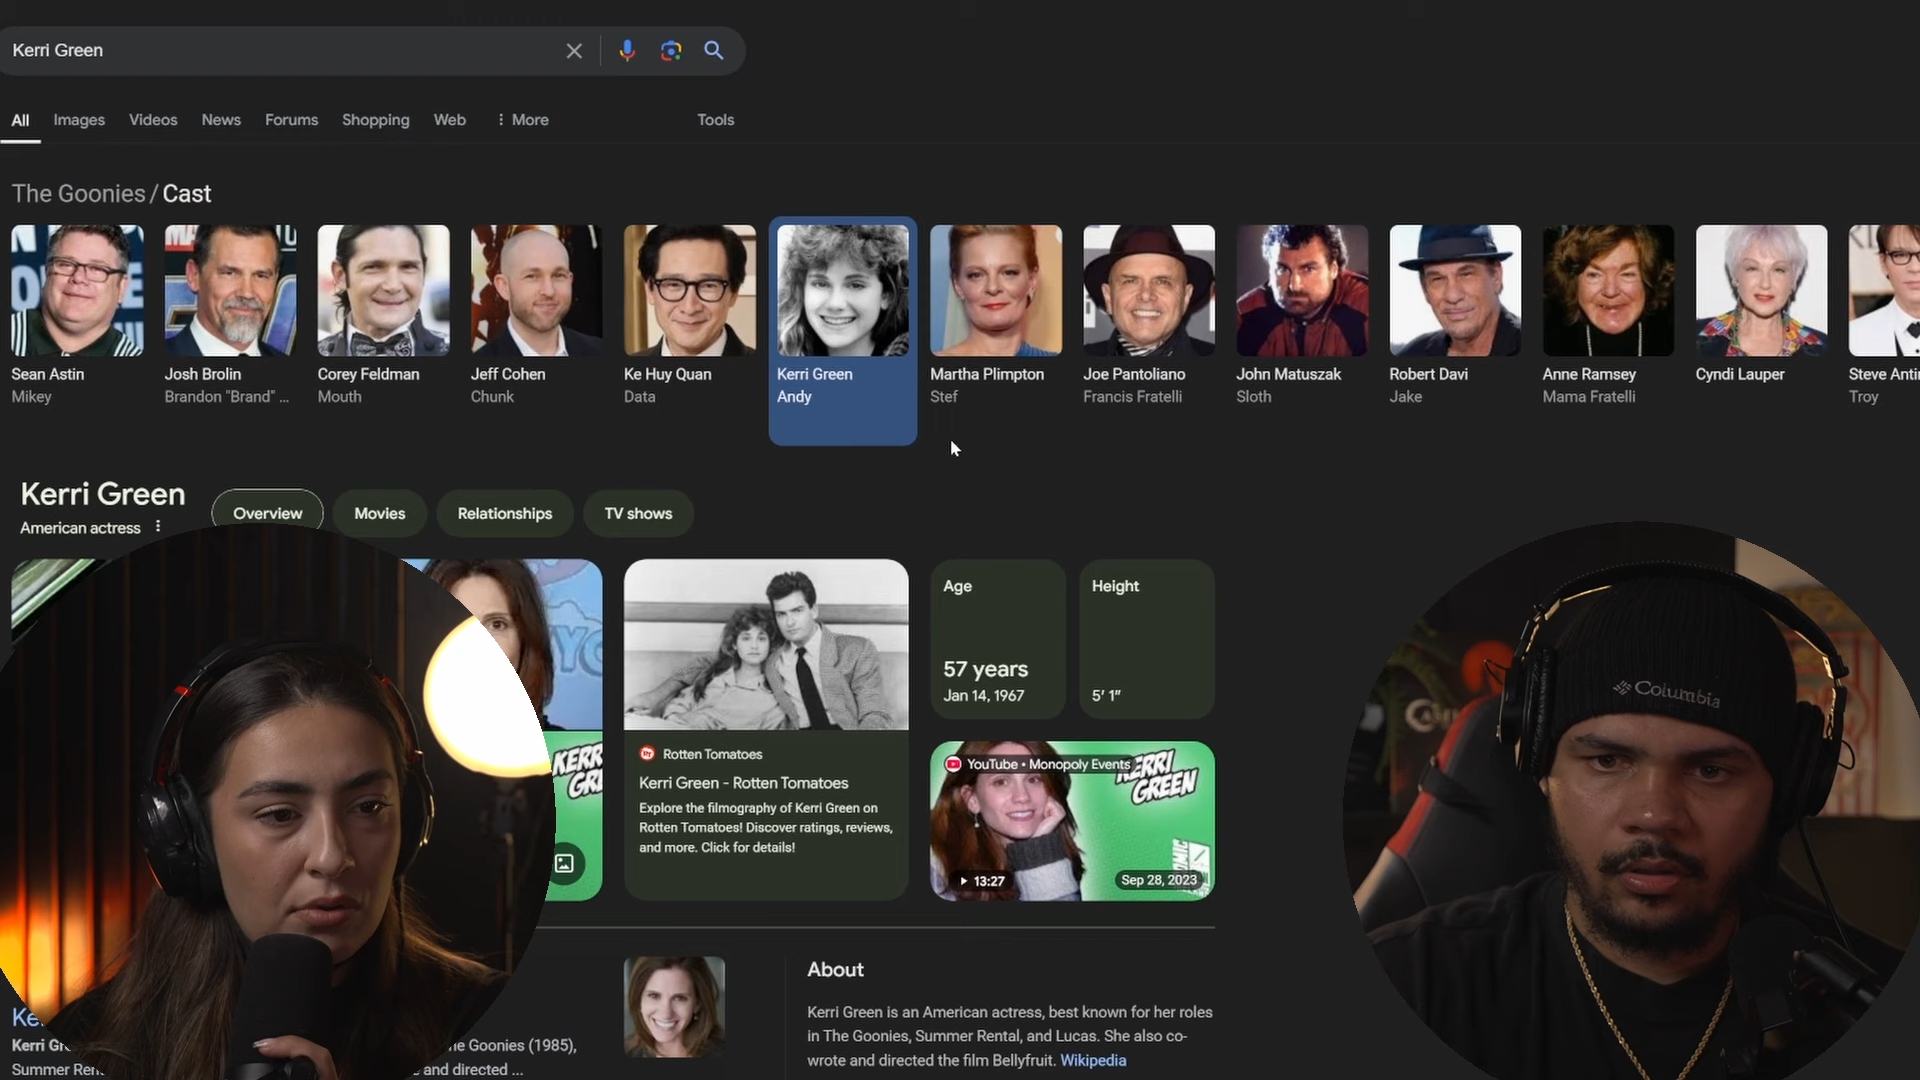 Kerri Green
All Images Videos News Forums Shopping Web More Tools
The Goonies / Cast
Sean Astin
Mikey
Josh Brolin
Brandon "Brand" ...
Corey Feldman
Mouth
Jeff Cohen
Chunk
Ke Huy Quan
Data
Kerri Green
Andy
Martha Plimpton
Stef
Joe Pantoliano
Francis Fratelli
John Matuszak
Sloth
Robert Davi
Jake
Anne Ramsey
Mama Fratelli
Cyndi Lauper
Steve Antin
Troy
Kerri Green
American actress
Overview Movies Relationships TV shows
Rotten Tomatoes
Kerri Green - Rotten Tomatoes
Explore the filmography of Kerri Green on
Rotten Tomatoes! Discover ratings, reviews,
and more. Click for details!
Age
57 years
Jan 14, 1967
Height
5′ 1″
YouTube • Monopoly Events
KERRI
GREEN
13:27
Sep 28, 2023
Columbia
About
Kerri Green is an American actress, best known for her roles
in The Goonies, Summer Rental, and Lucas. She also co-
wrote and directed the film Bellyfruit. Wikipedia
Goonies (1985),
and directed ...